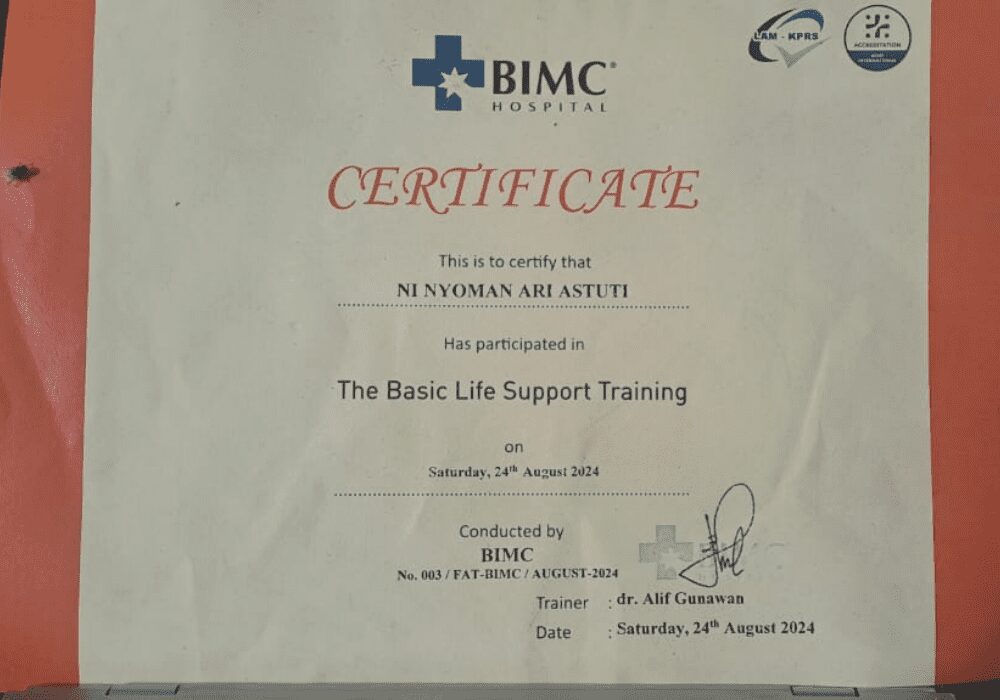 LAM - KPRS
ACCREDITATION
BIMC®
HOSPITAL
CERTIFICATE
This is to certify that
NI NYOMAN ARI ASTUTI
Has participated in
The Basic Life Support Training
on
Saturday, 24th August 2024
Conducted by
BIMC
No. 003 / FAT-BIMC / AUGUST-2024
Trainer : dr. Alif Gunawan
Date : Saturday, 24th August 2024